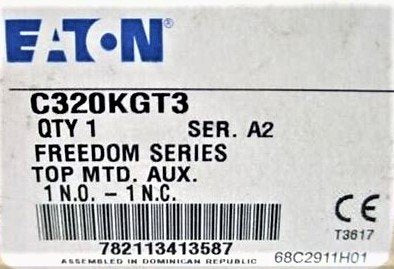 EATON
C320KGT3
QTY 1 SER. A2
FREEDOM SERIES
TOP MTD. AUX.
1 N.O. – 1 N.C.
CE
T3617
782113413587
ASSEMBLED IN DOMINICAN REPUBLIC
68C2911H01